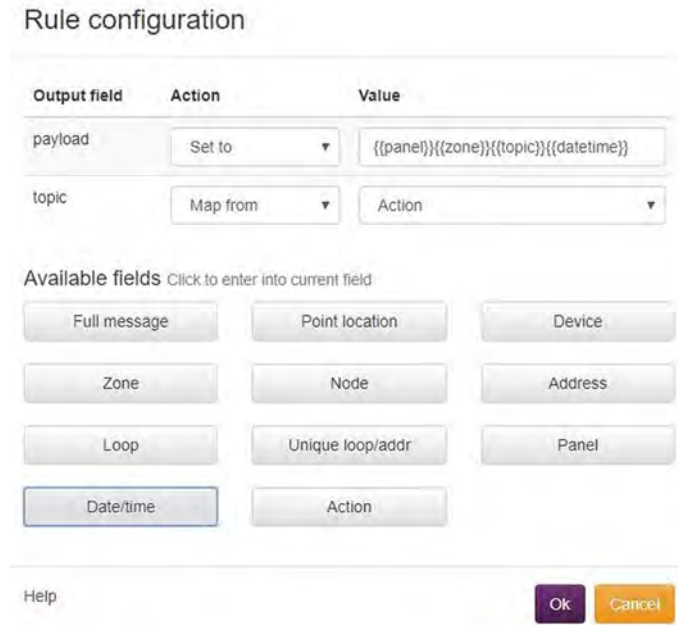 Rule configuration
Output field Action Value
payload Set to {{panel}}{{zone}}{{topic}}{{datetime}}
topic Map from Action
Available fields Click to enter into current field
Full message Point location Device
Zone Node Address
Loop Unique loop/addr Panel
Date/time Action
Help Ok Cancel